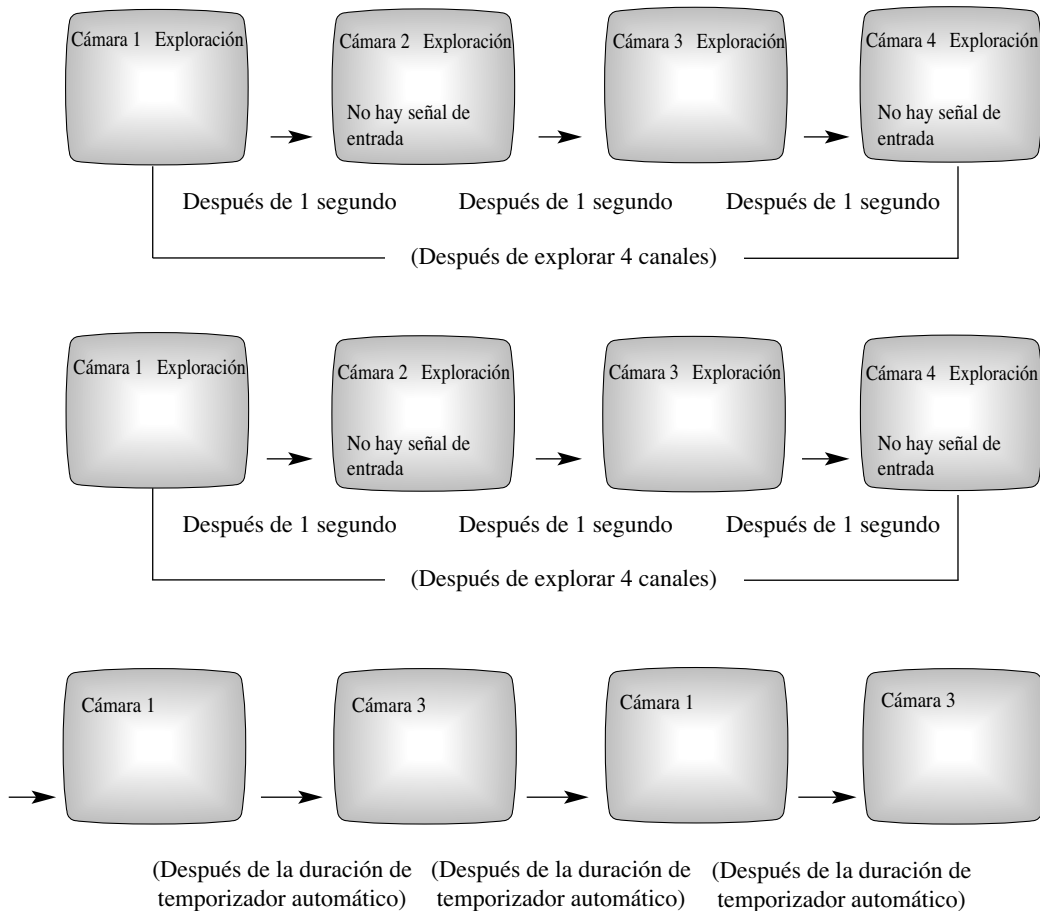 Cámara 1 Exploración
Cámara 2 Exploración
Cámara 3 Exploración
Cámara 4 Exploración
No hay señal de
entrada
No hay señal de
entrada
Después de 1 segundo
Después de 1 segundo
Después de 1 segundo
(Después de explorar 4 canales)
Cámara 1 Exploración
Cámara 2 Exploración
Cámara 3 Exploración
Cámara 4 Exploración
No hay señal de
entrada
No hay señal de
entrada
Después de 1 segundo
Después de 1 segundo
Después de 1 segundo
(Después de explorar 4 canales)
Cámara 1
Cámara 3
Cámara 1
Cámara 3
(Después de la duración de
temporizador automático)
(Después de la duración de
temporizador automático)
(Después de la duración de
temporizador automático)